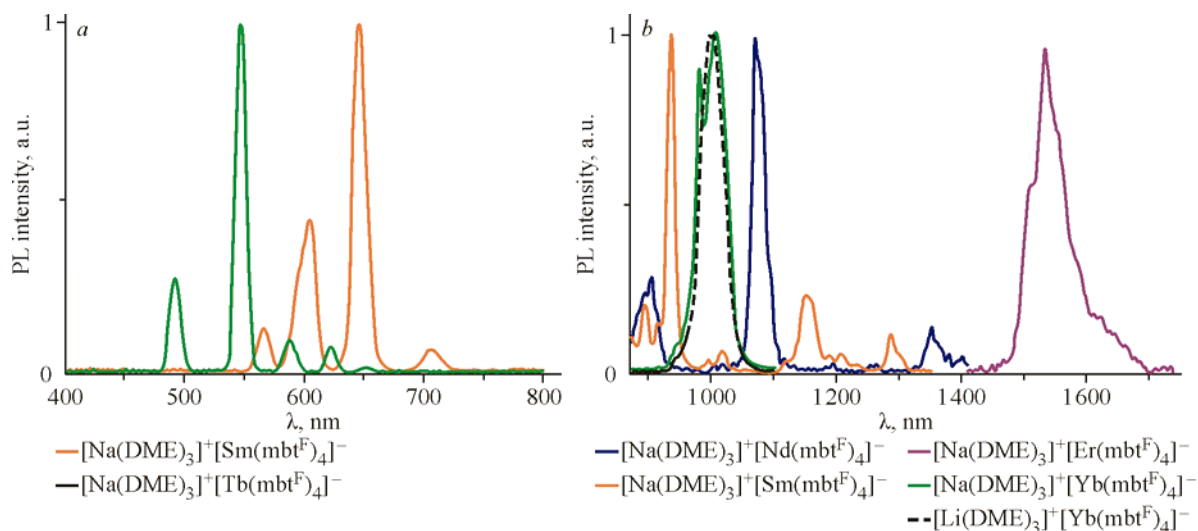 a
1
PL intensity, a.u.
0
400 500 600 700 800
λ, nm
[Na(DME)₃]⁺[Sm(mbtᶠ)₄]⁻
[Na(DME)₃]⁺[Tb(mbtᶠ)₄]⁻
b
1
PL intensity, a.u.
0
1000 1200 1400 1600
λ, nm
[Na(DME)₃]⁺[Nd(mbtᶠ)₄]⁻ [Na(DME)₃]⁺[Er(mbtᶠ)₄]⁻
[Na(DME)₃]⁺[Sm(mbtᶠ)₄]⁻ [Na(DME)₃]⁺[Yb(mbtᶠ)₄]⁻
[Li(DME)₃]⁺[Yb(mbtᶠ)₄]⁻